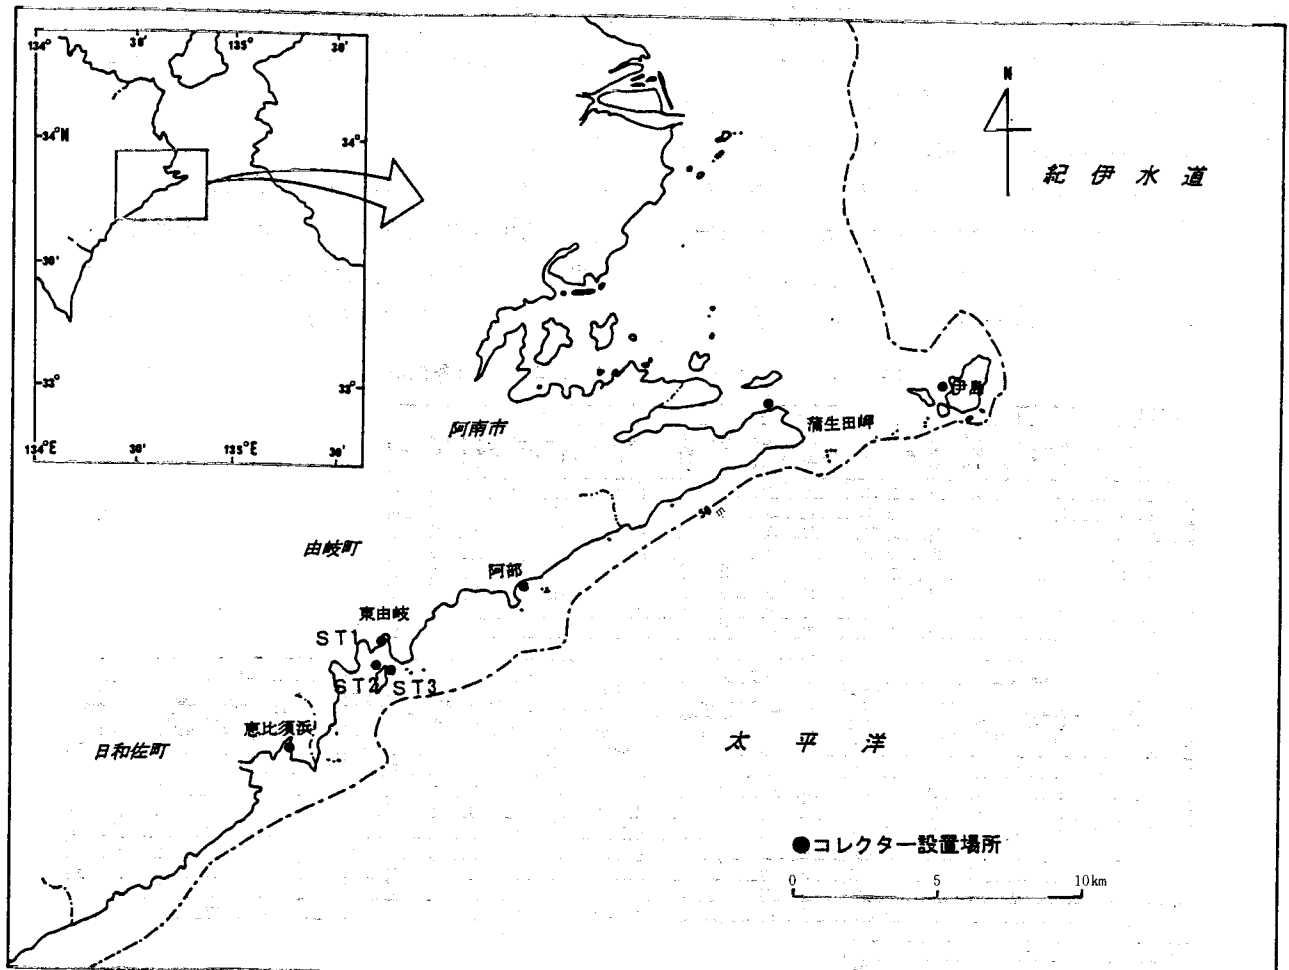 134° 30' 135° 30'
34°N 34°
30'
33° 33°
134°E 30' 135°E 30'
N
紀伊水道
伊島
蒲生田岬
阿南市
50m
由岐町
阿部
東由岐
ST1
ST2 ST3
恵比須浜
日和佐町
太平洋
●コレクター設置場所
0 5 10km